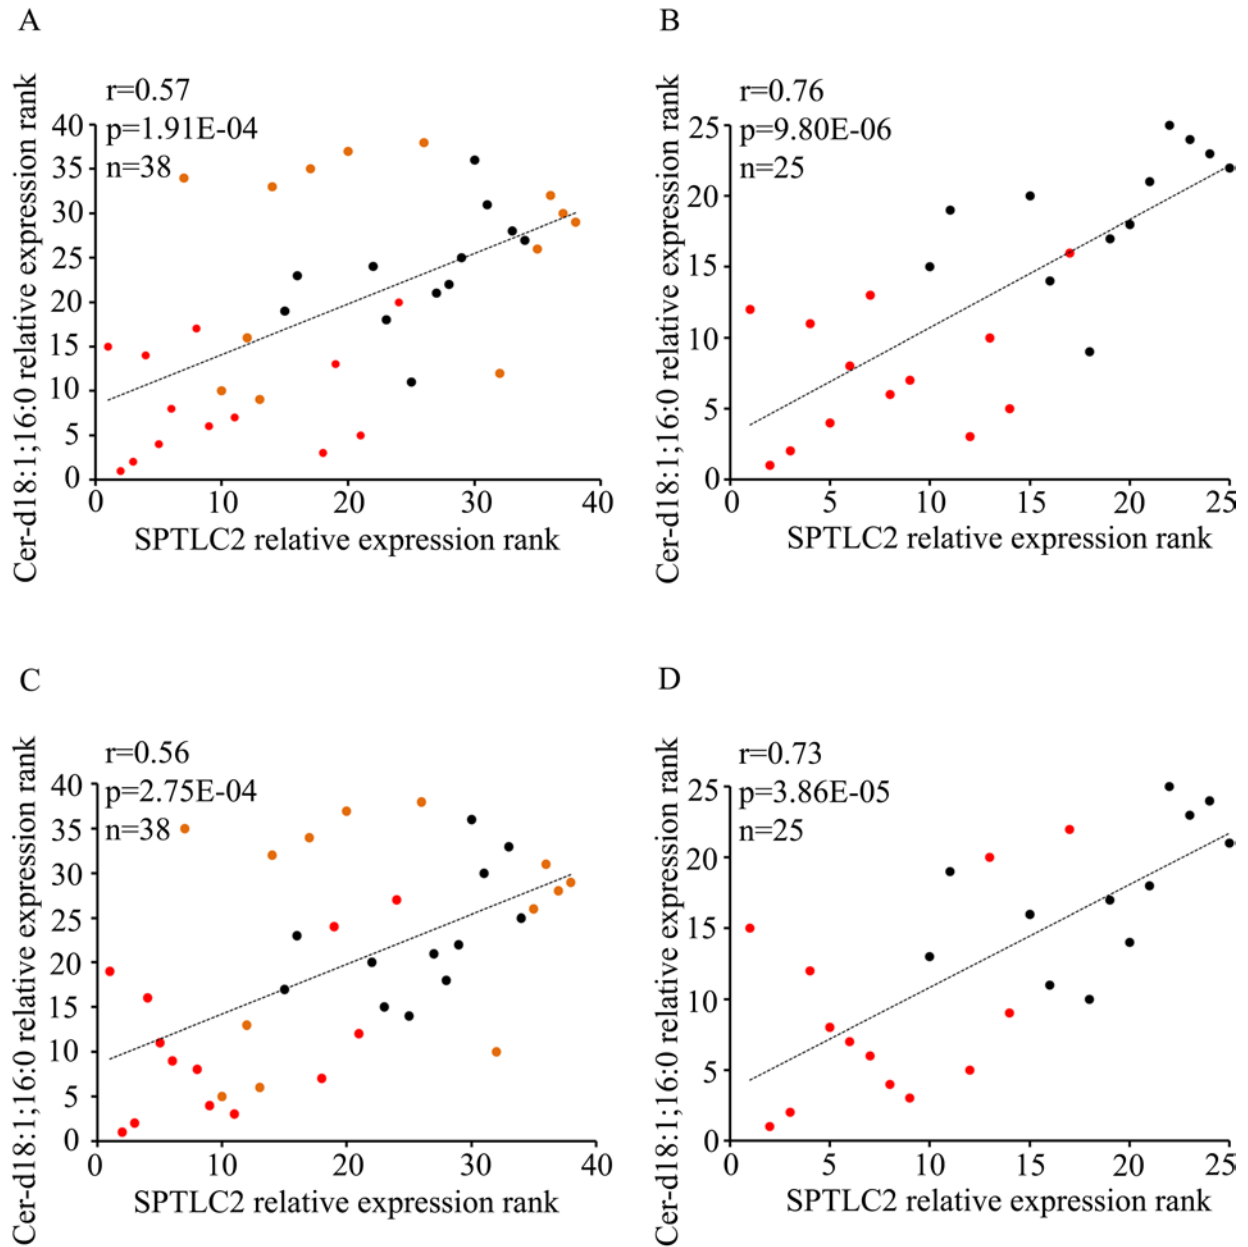 A
r=0.57
p=1.91E-04
n=38
Cer-d18:1;16:0 relative expression rank
40
35
30
25
20
15
10
5
0
0 10 20 30 40
SPTLC2 relative expression rank
B
r=0.76
p=9.80E-06
n=25
Cer-d18:1;16:0 relative expression rank
25
20
15
10
5
0
0 5 10 15 20 25
SPTLC2 relative expression rank
C
r=0.56
p=2.75E-04
n=38
Cer-d18:1;16:0 relative expression rank
40
35
30
25
20
15
10
5
0
0 10 20 30 40
SPTLC2 relative expression rank
D
r=0.73
p=3.86E-05
n=25
Cer-d18:1;16:0 relative expression rank
25
20
15
10
5
0
0 5 10 15 20 25
SPTLC2 relative expression rank